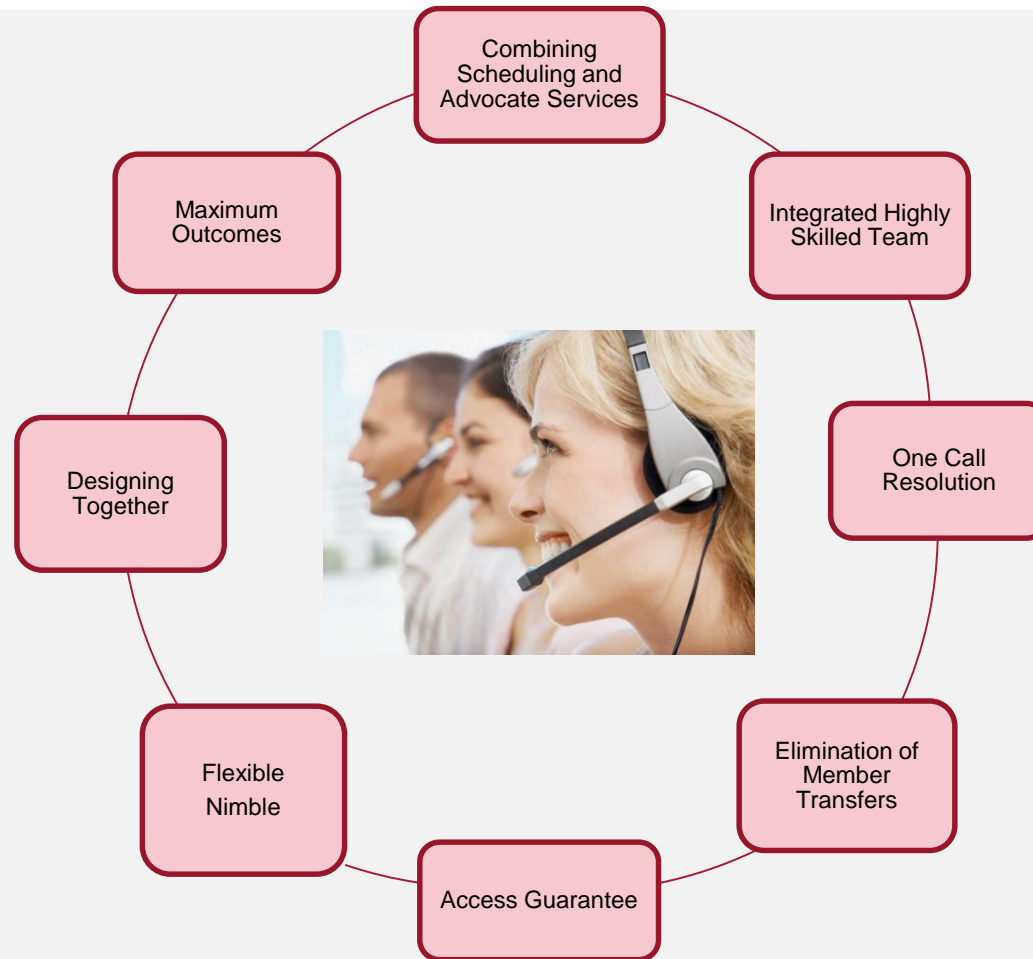 Combining
Scheduling and
Advocate Services
Integrated Highly
Skilled Team
One Call
Resolution
Elimination of
Member
Transfers
Access Guarantee
Flexible
Nimble
Designing
Together
Maximum
Outcomes